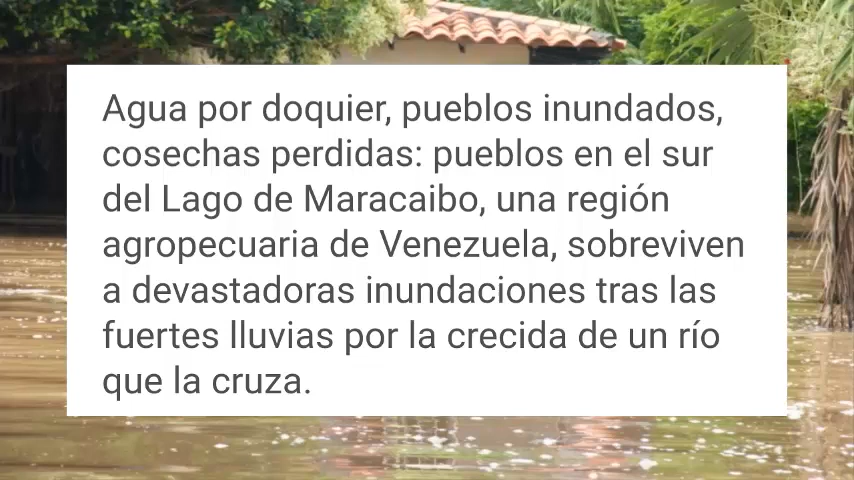 Agua por doquier, pueblos inundados,
cosechas perdidas: pueblos en el sur
del Lago de Maracaibo, una región
agropecuaria de Venezuela, sobreviven
a devastadoras inundaciones tras las
fuertes lluvias por la crecida de un río
que la cruza.